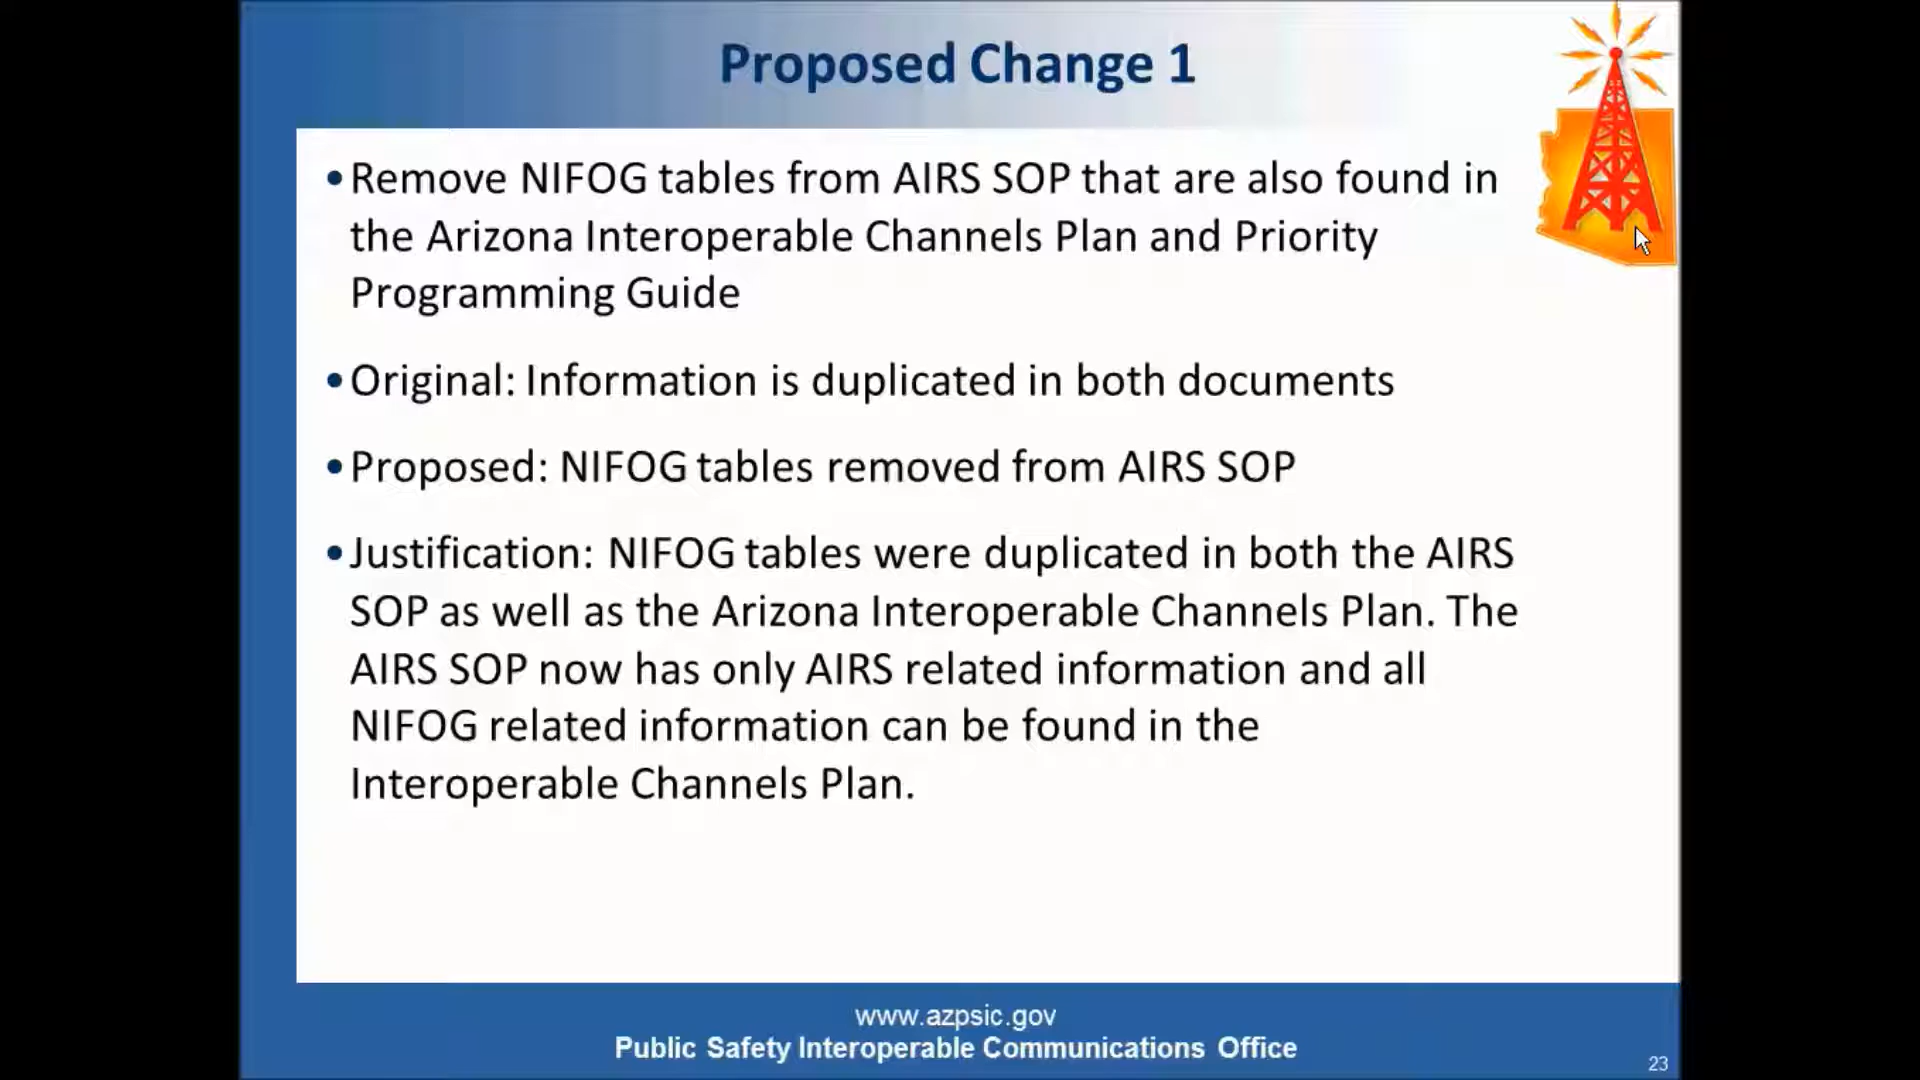 Proposed Change 1
•Remove NIFOG tables from AIRS SOP that are also found in
the Arizona Interoperable Channels Plan and Priority
Programming Guide
•Original: Information is duplicated in both documents
•Proposed: NIFOG tables removed from AIRS SOP
•Justification: NIFOG tables were duplicated in both the AIRS
SOP as well as the Arizona Interoperable Channels Plan. The
AIRS SOP now has only AIRS related information and all
NIFOG related information can be found in the
Interoperable Channels Plan.
www.azpsic.gov
Public Safety Interoperable Communications Office
23